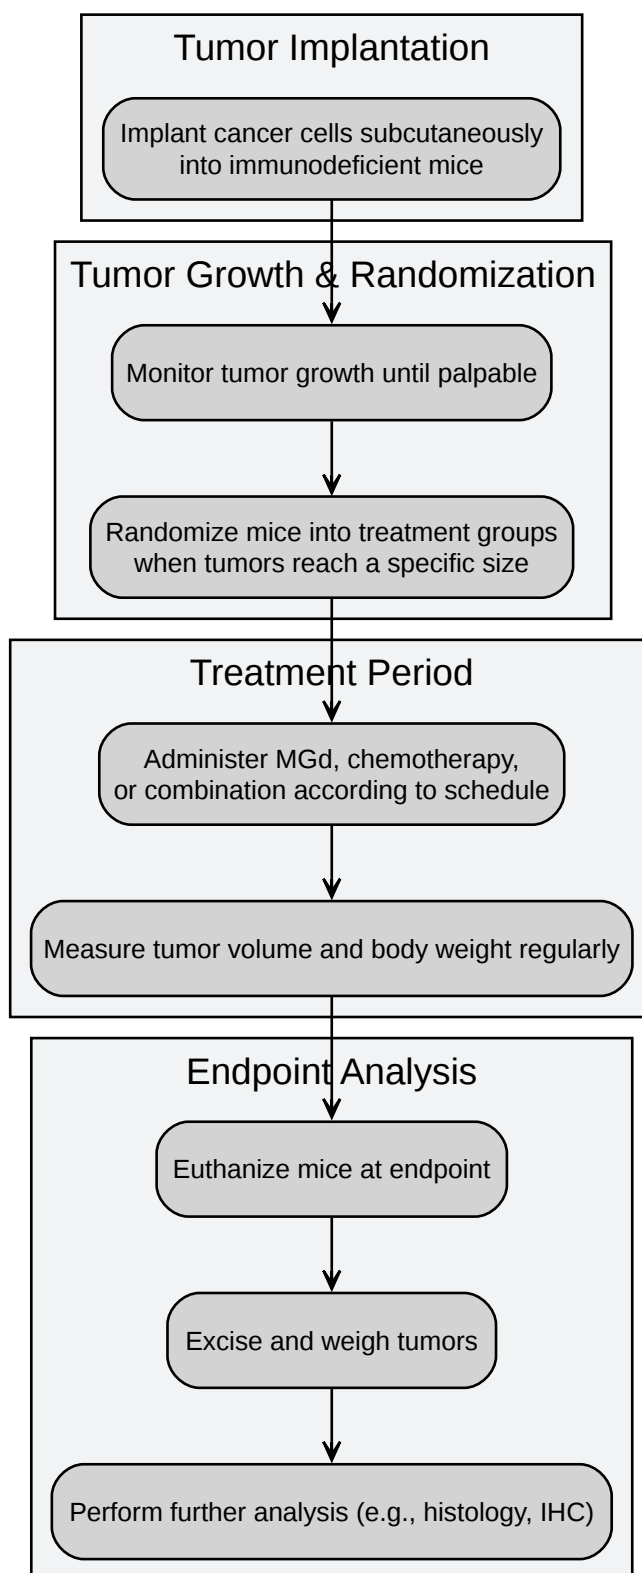 Tumor Implantation
Implant cancer cells subcutaneously
into immunodeficient mice
Tumor Growth & Randomization
Monitor tumor growth until palpable
Randomize mice into treatment groups
when tumors reach a specific size
Treatment Period
Administer MGd, chemotherapy,
or combination according to schedule
Measure tumor volume and body weight regularly
Endpoint Analysis
Euthanize mice at endpoint
Excise and weigh tumors
Perform further analysis (e.g., histology, IHC)